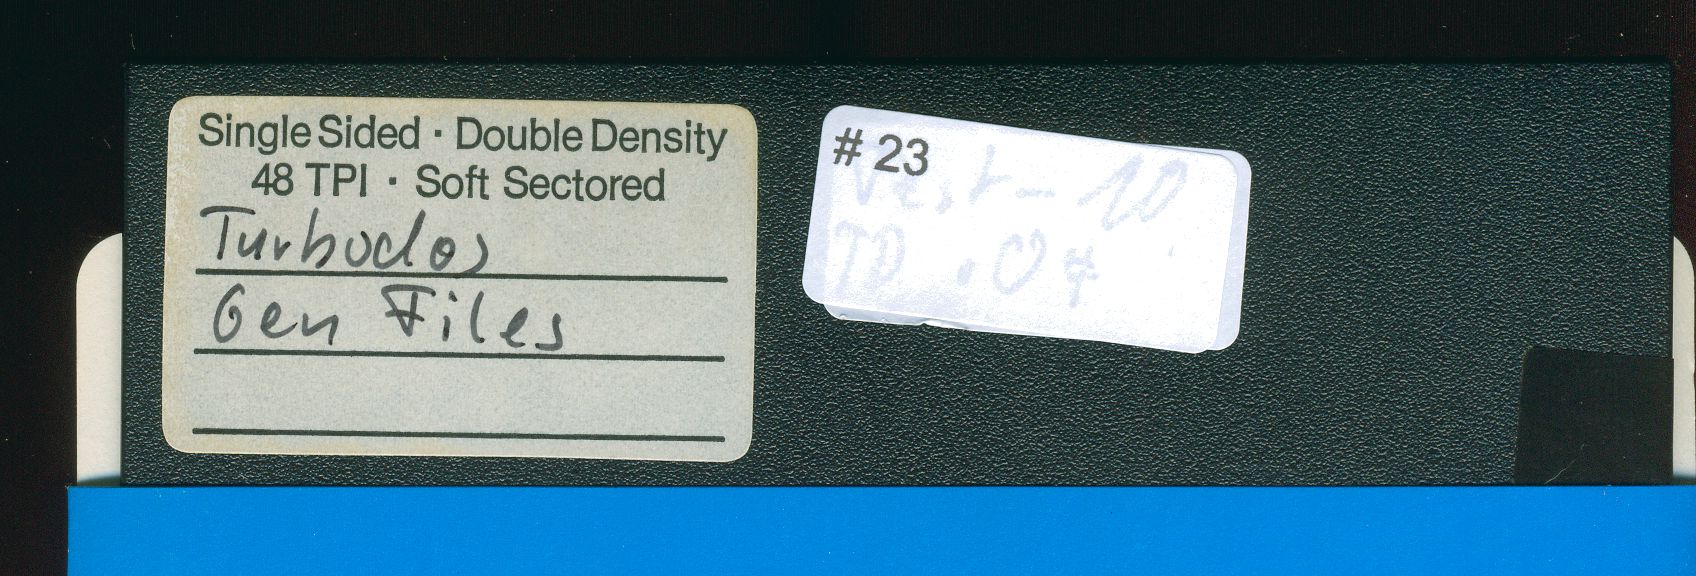 Single Sided · Double Density
48 TPI · Soft Sectored
Turbodos
Gen Files
# 23